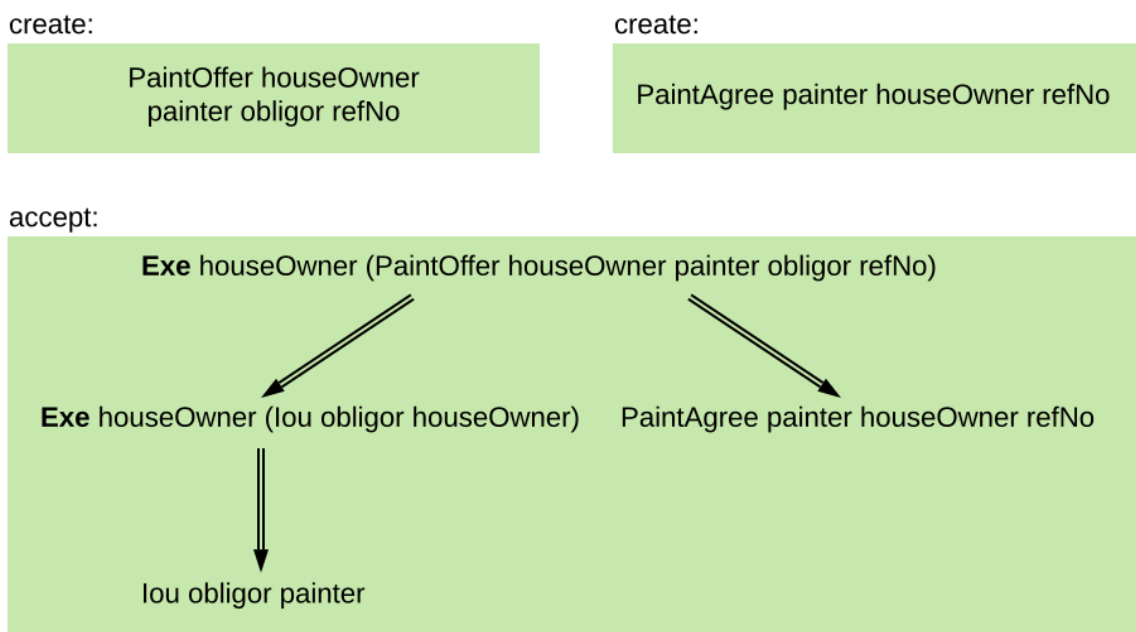 create:
PaintOffer houseOwner
painter obligor refNo
create:
PaintAgree painter houseOwner refNo
accept:
Exe houseOwner (PaintOffer houseOwner painter obligor refNo)
Exe houseOwner (Iou obligor houseOwner)
PaintAgree painter houseOwner refNo
Iou obligor painter